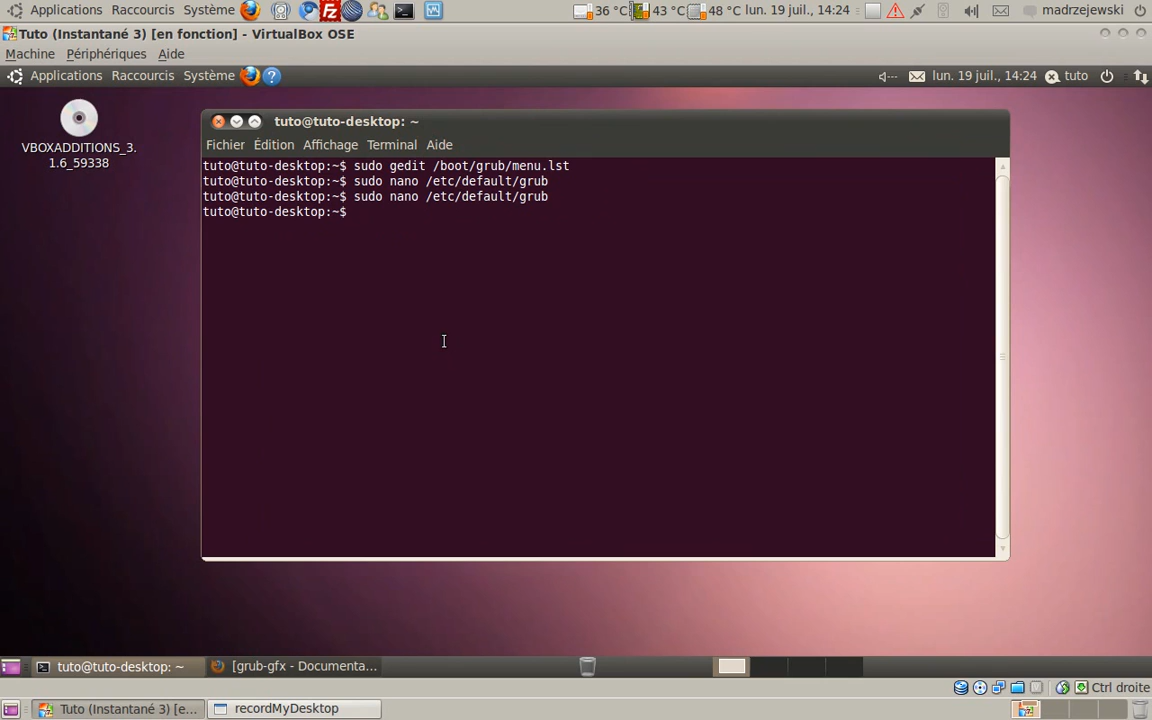 Applications Raccourcis Système 36 °C 43 °C 48 °C lun. 19 juil., 14:24 madrzejewski
Tuto (Instantané 3) [en fonction] - VirtualBox OSE
Machine Périphériques Aide
Applications Raccourcis Système lun. 19 juil., 14:24 tuto
VBOXADDITIONS_3.
1.6_59338
tuto@tuto-desktop: ~
Fichier Édition Affichage Terminal Aide
tuto@tuto-desktop:~$ sudo gedit /boot/grub/menu.lst
tuto@tuto-desktop:~$ sudo nano /etc/default/grub
tuto@tuto-desktop:~$ sudo nano /etc/default/grub
tuto@tuto-desktop:~$
tuto@tuto-desktop: ~ [grub-gfx - Documenta...
Ctrl droite
Tuto (Instantané 3) [e... recordMyDesktop